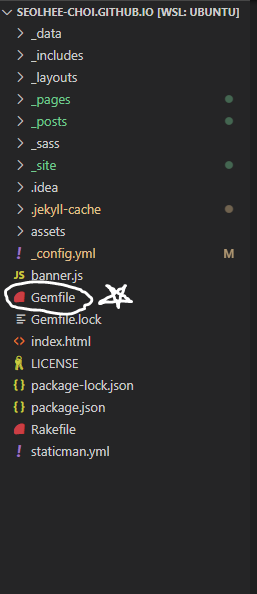 SEOLHEE-CHOI.GITHUB.IO [WSL: UBUNTU]
_data
_includes
_layouts
_pages
_posts
_sass
_site
.idea
.jekyll-cache
assets
! _config.yml M
JS banner.js
Gemfile
Gemfile.lock
<> index.html
LICENSE
{} package-lock.json
{} package.json
Rakefile
! staticman.yml